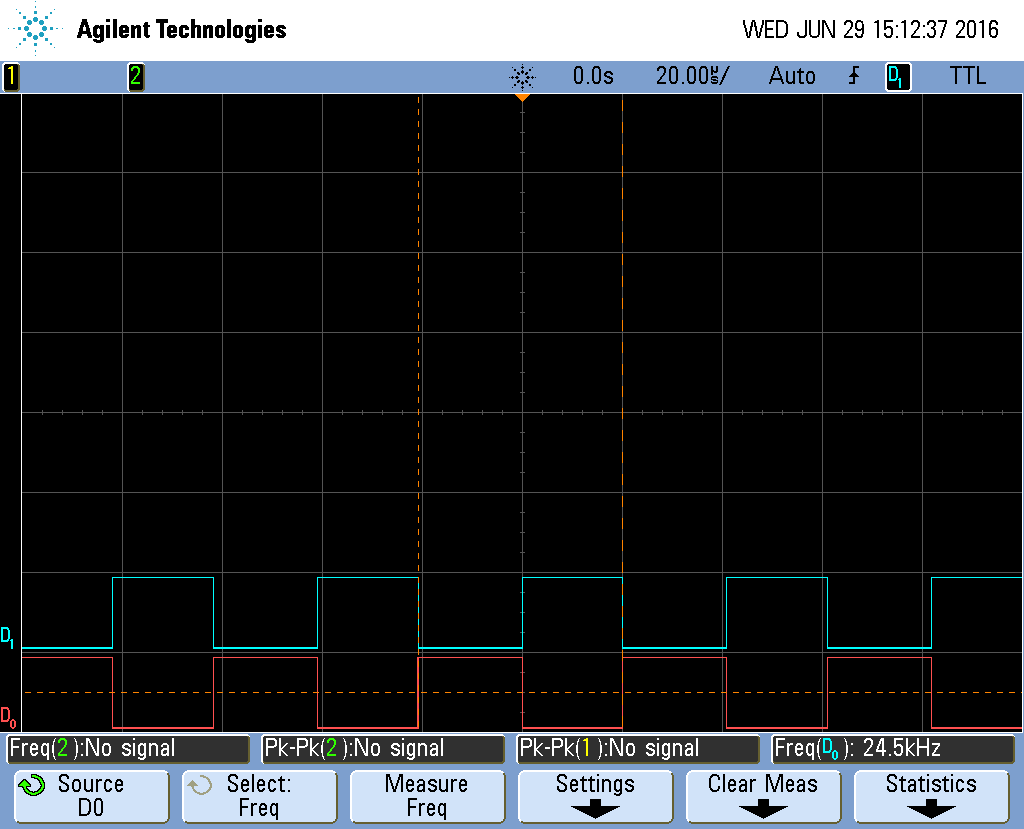 Agilent Technologies
WED JUN 29 15:12:37 2016
1 2 0.0s 20.00㎲/ Auto D1 TTL
D1
D0
Freq(2):No signal Pk-Pk(2):No signal Pk-Pk(1):No signal Freq(D0): 24.5kHz
Source Select: Measure Settings Clear Meas Statistics
D0 Freq Freq